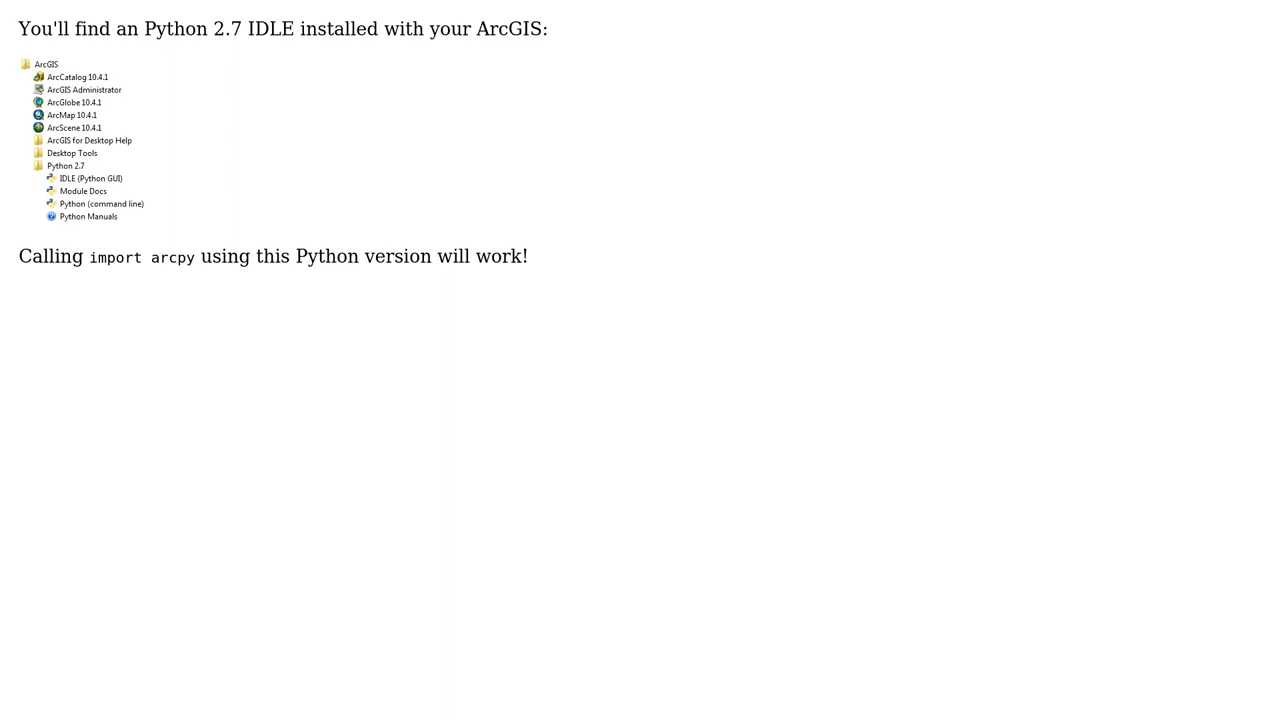 You'll find an Python 2.7 IDLE installed with your ArcGIS:
ArcGIS
ArcCatalog 10.4.1
ArcGIS Administrator
ArcGlobe 10.4.1
ArcMap 10.4.1
ArcScene 10.4.1
ArcGIS for Desktop Help
Desktop Tools
Python 2.7
IDLE (Python GUI)
Module Docs
Python (command line)
Python Manuals
Calling import arcpy using this Python version will work!